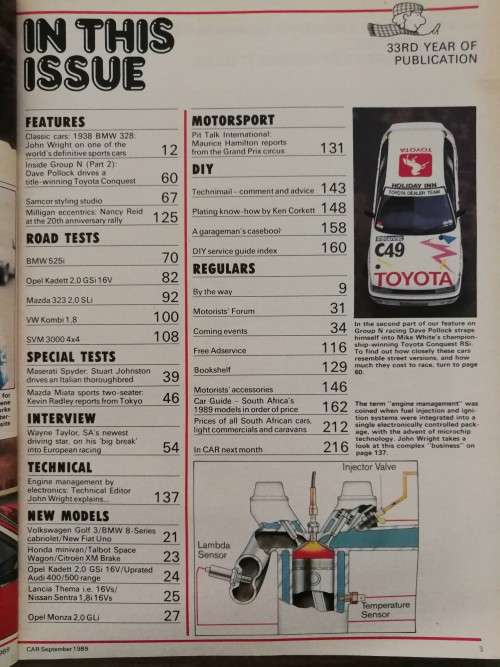 IN THIS
ISSUE
33RD YEAR OF
PUBLICATION
FEATURES
Classic cars: 1938 BMW 328:
John Wright on one of the
world's definitive sports cars 12
Inside Group N (Part 2):
Dave Pollock drives a
title-winning Toyota Conquest 60
Samcor styling studio 67
Milligan eccentrics: Nancy Reid
at the 20th anniversary rally 125
ROAD TESTS
BMW 525i 70
Opel Kadett 2,0 GSi 16V 82
Mazda 323 2,0 SLi 92
VW Kombi 1,8 100
SVM 3000 4x4 108
SPECIAL TESTS
Maserati Spyder: Stuart Johnston
drives an Italian thoroughbred 39
Mazda Miata sports two-seater:
Kevin Radley reports from Tokyo 46
INTERVIEW
Wayne Taylor, SA's newest
driving star, on his 'big break'
into European racing 54
TECHNICAL
Engine management by
electronics: Technical Editor
John Wright explains... 137
NEW MODELS
Volkswagen Golf 3/BMW 8-Series
cabriolet/New Fiat Uno 21
Honda minivan/Talbot Space
Wagon/Citroën XM Brake 23
Opel Kadett 2,0 GSi 16V/Uprated
Audi 400/500 range 24
Lancia Thema i.e. 16Vs/
Nissan Sentra 1,8i 16Vs 25
Opel Monza 2,0 GLi 27
MOTORSPORT
Pit Talk International:
Maurice Hamilton reports
from the Grand Prix circus 131
DIY
Technimail - comment and advice 143
Plating know-how by Ken Corkett 148
A garageman's casebook 158
DIY service guide index 160
REGULARS
By the way 9
Motorists' Forum 31
Coming events 34
Free Adservice 116
Bookshelf 129
Motorists' accessories 146
Car Guide - South Africa's
1989 models in order of price 162
Prices of all South African cars,
light commercials and caravans 212
In CAR next month 216
TOYOTA
HOLIDAY INN
TOYOTA DEALER TEAM
C49
TOYOTA
In the second part of our feature on
Group N racing Dave Pollock straps
himself into Mike White's champion-
ship-winning Toyota Conquest RSi.
To find out how closely these cars
resemble street versions, and how
much they cost to race, turn to page
60.
The term "engine management" was
coined when fuel injection and igni-
tion systems were integrated into a
single electronically controlled pack-
age, with the advent of microchip
technology. John Wright takes a
look at this complex "business" on
page 137.
Injector Valve
Lambda
Sensor
Temperature
Sensor
CAR September 1989
3